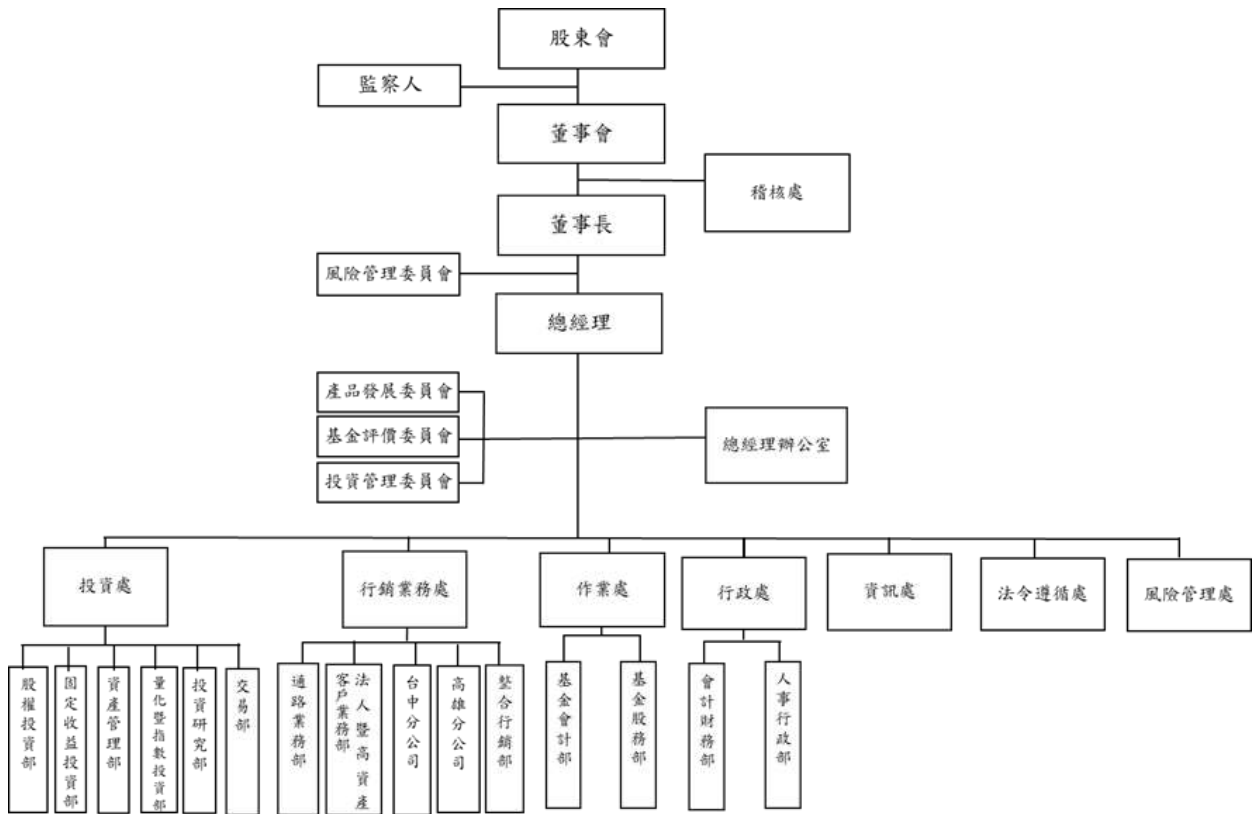 股東會
監察人
董事會
稽核處
董事長
風險管理委員會
總經理
產品發展委員會
基金評價委員會
總經理辦公室
投資管理委員會
投資處
行銷業務處
作業處
行政處
資訊處
法令遵循處
風險管理處
股權投資部
固定收益投資部
資產管理部
量化暨指數投資部
投資研究部
交易部
通路業務部
法人暨高資產
客戶業務部
台中分公司
高雄分公司
整合行銷部
基金會計部
基金股務部
會計財務部
人事行政部